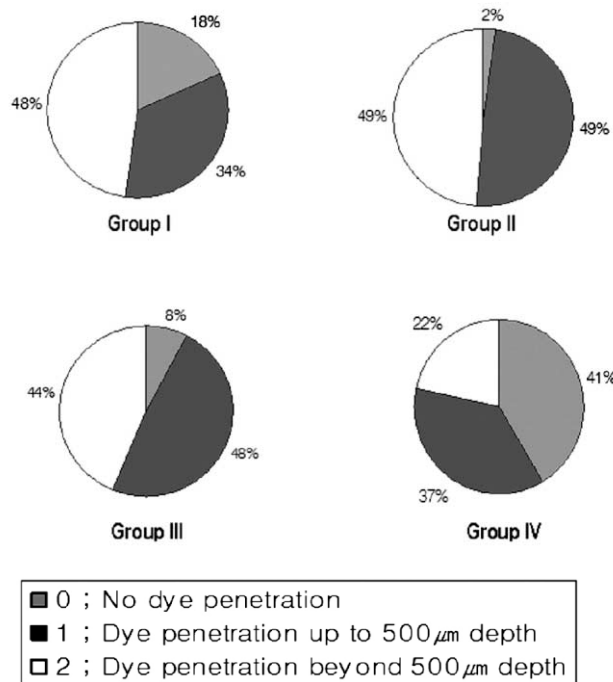 18%
48%
34%
Group I
2%
49%
49%
Group II
8%
44%
48%
Group III
22%
41%
37%
Group IV
0 ; No dye penetration
1 ; Dye penetration up to 500μm depth
2 ; Dye penetration beyond 500μm depth